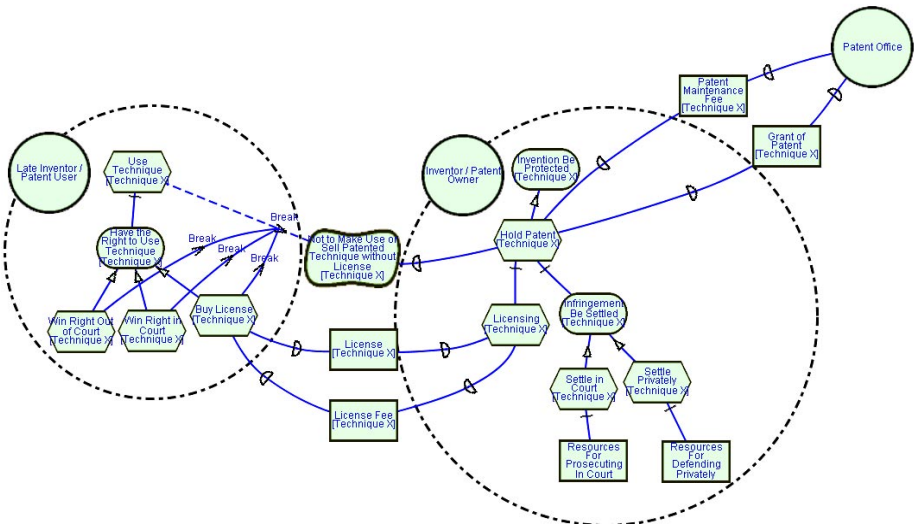 Patent Office
Patent
Maintenance
Fee
[Technique X]
Grant of
Patent
[Technique X]
Late Inventor /
Patent User
Use
Technique
[Technique X]
Inventor / Patent
Owner
Invention Be
Protected
[Technique X]
Break
Have the
Right to Use
Technique
[Technique X]
Break
Break
Break
Not to Make Use or
Sell Patented
Technique without
License
[Technique X]
Hold Patent
[Technique X]
Win Right Out
of Court
[Technique X]
Win Right in
Court
[Technique X]
Buy License
[Technique X]
License
[Technique X]
Licensing
[Technique X]
Infringement
Be Settled
[Technique X]
License Fee
[Technique X]
Settle in
Court
[Technique X]
Settle
Privately
[Technique X]
Resources
For
Prosecuting
In Court
Resources
For
Defending
Privately